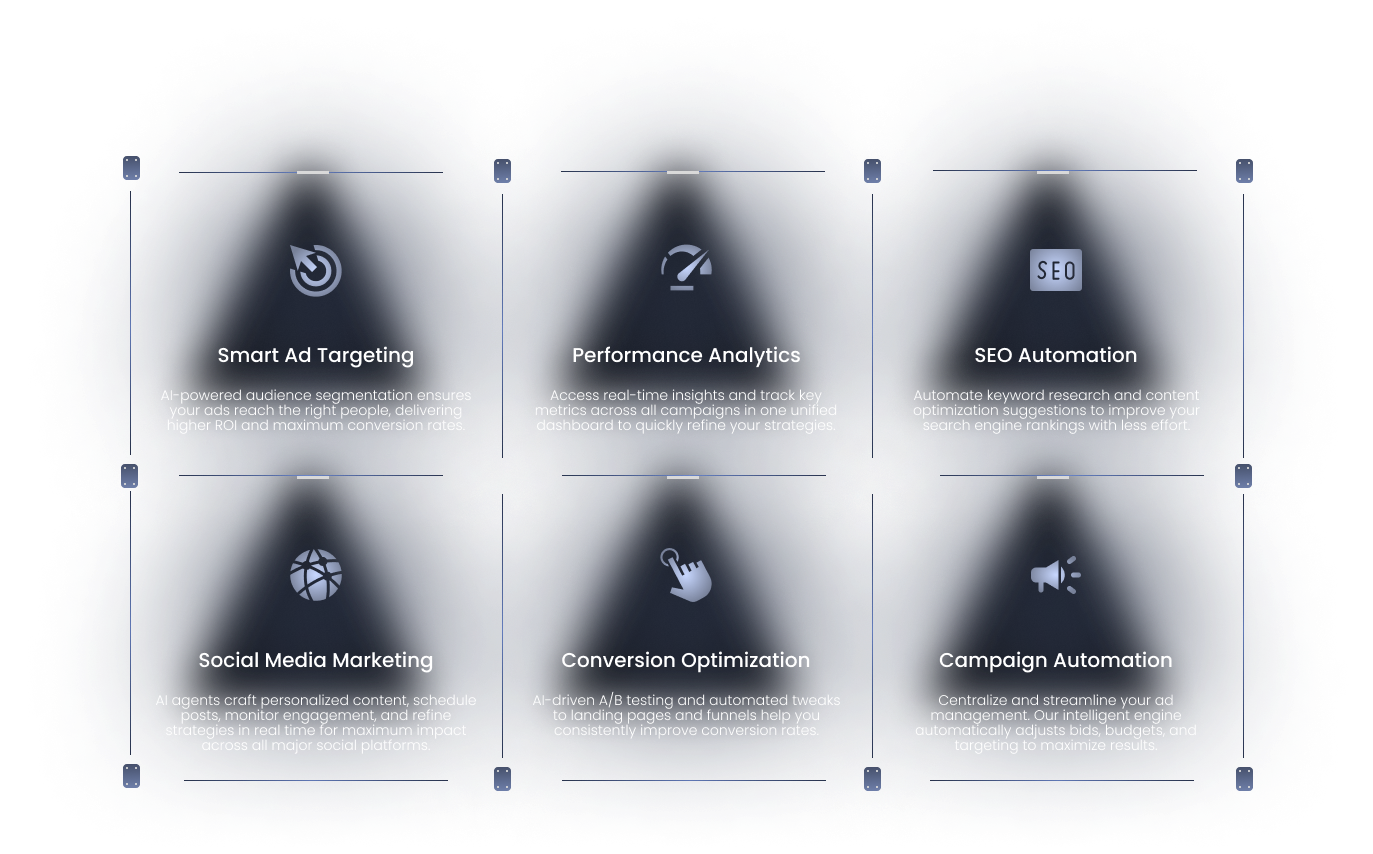 SEO
Smart Ad Targeting
AI-powered audience segmentation ensures
your ads reach the right people, delivering
higher ROI and maximum conversion rates.
Performance Analytics
Access real-time insights and track key
metrics across all campaigns in one unified
dashboard to quickly refine your strategies.
SEO Automation
Automate keyword research and content
optimization suggestions to improve your
search engine rankings with less effort.
Social Media Marketing
AI agents craft personalized content, schedule
posts, monitor engagement, and refine
strategies in real time for maximum impact
across all major social platforms.
Conversion Optimization
AI-driven A/B testing and automated tweaks
to landing pages and funnels help you
consistently improve conversion rates.
Campaign Automation
Centralize and streamline your ad
management. Our intelligent engine
automatically adjusts bids, budgets, and
targeting to maximize results.